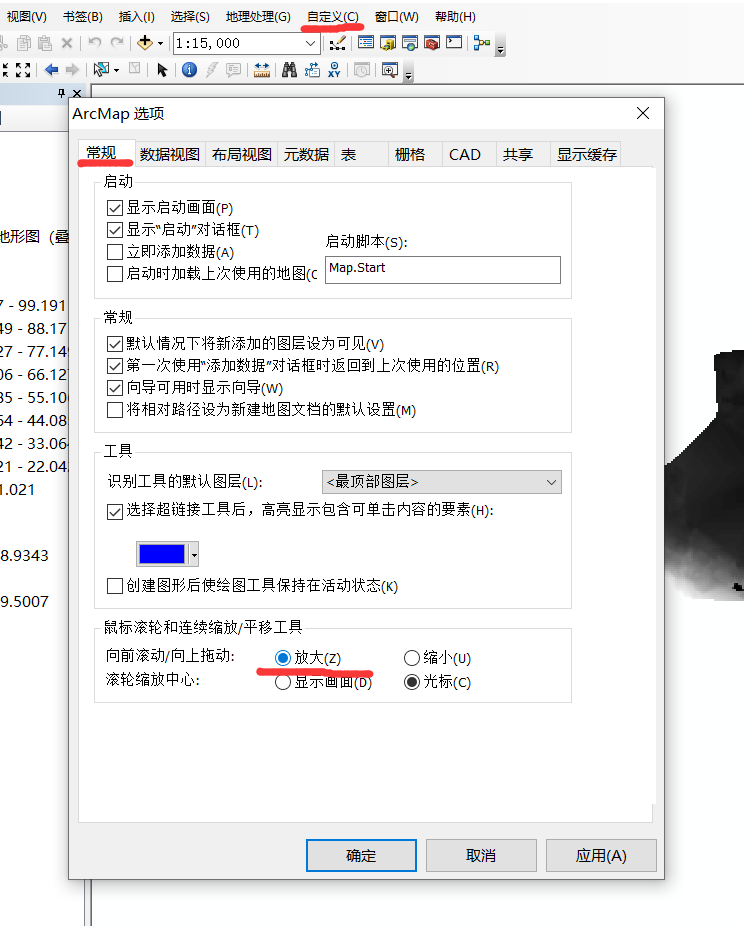 视图(V) 书签(B) 插入(I) 选择(S) 地理处理(G) 自定义(C) 窗口(W) 帮助(H)
1:15,000
ArcMap 选项
常规 数据视图 布局视图 元数据 表 栅格 CAD 共享 显示缓存
启动
显示启动画面(P)
显示“启动”对话框(T)
立即添加数据(A)
启动时加载上次使用的地图(
启动脚本(S):
Map.Start
常规
默认情况下将新添加的图层设为可见(V)
第一次使用“添加数据”对话框时返回到上次使用的位置(R)
向导可用时显示向导(W)
将相对路径设为新建地图文档的默认设置(M)
工具
识别工具的默认图层(L): <最顶部图层>
选择超链接工具后，高亮显示包含可单击内容的要素(H):
创建图形后使绘图工具保持在活动状态(K)
鼠标滚轮和连续缩放/平移工具
向前滚动/向上拖动: 放大(Z) 缩小(U)
滚轮缩放中心: 显示画面(D) 光标(C)
确定 取消 应用(A)
地形图（叠
7 - 99.191
49 - 88.17
27 - 77.149
06 - 66.127
85 - 55.106
64 - 44.085
42 - 33.064
21 - 22.042
1.021
8.9343
9.5007